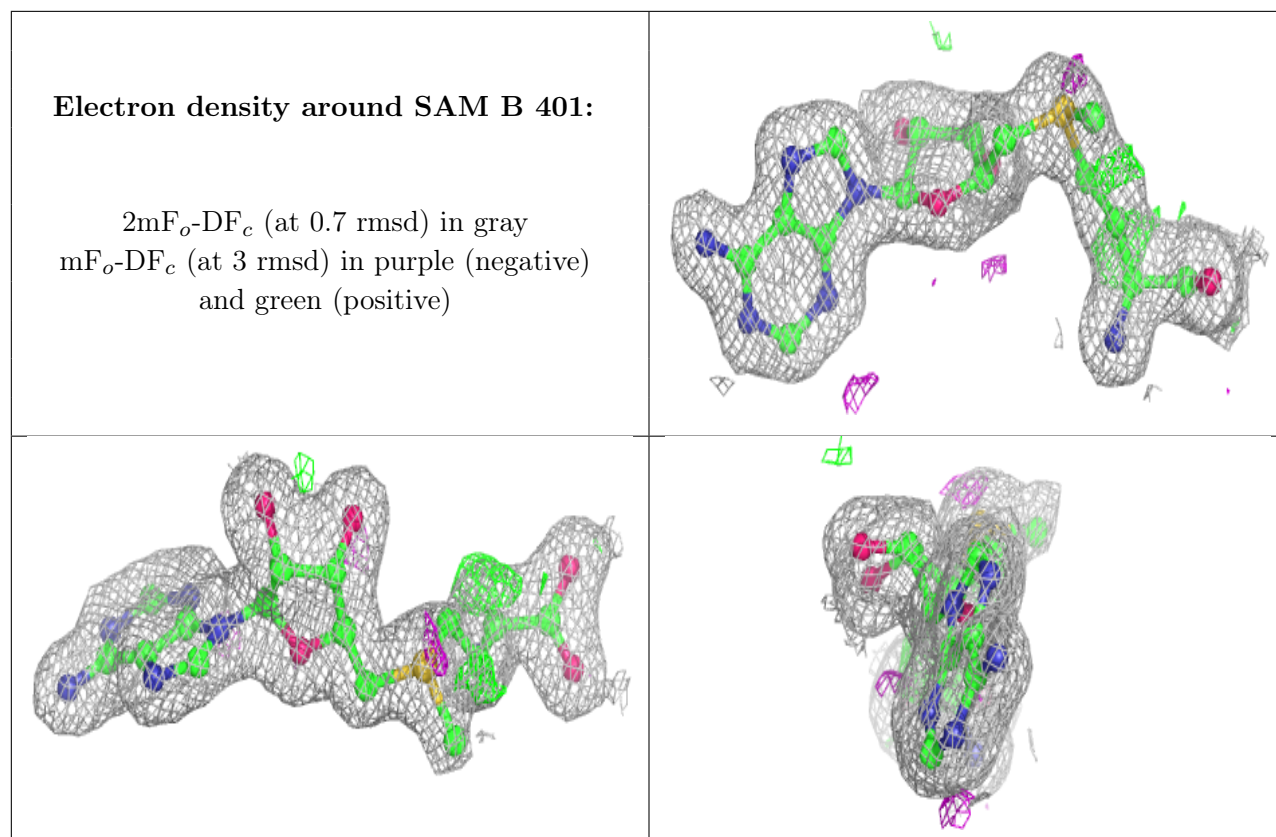 Electron density around SAM B 401:
2mFo-DFc (at 0.7 rmsd) in gray
mFo-DFc (at 3 rmsd) in purple (negative)
and green (positive)